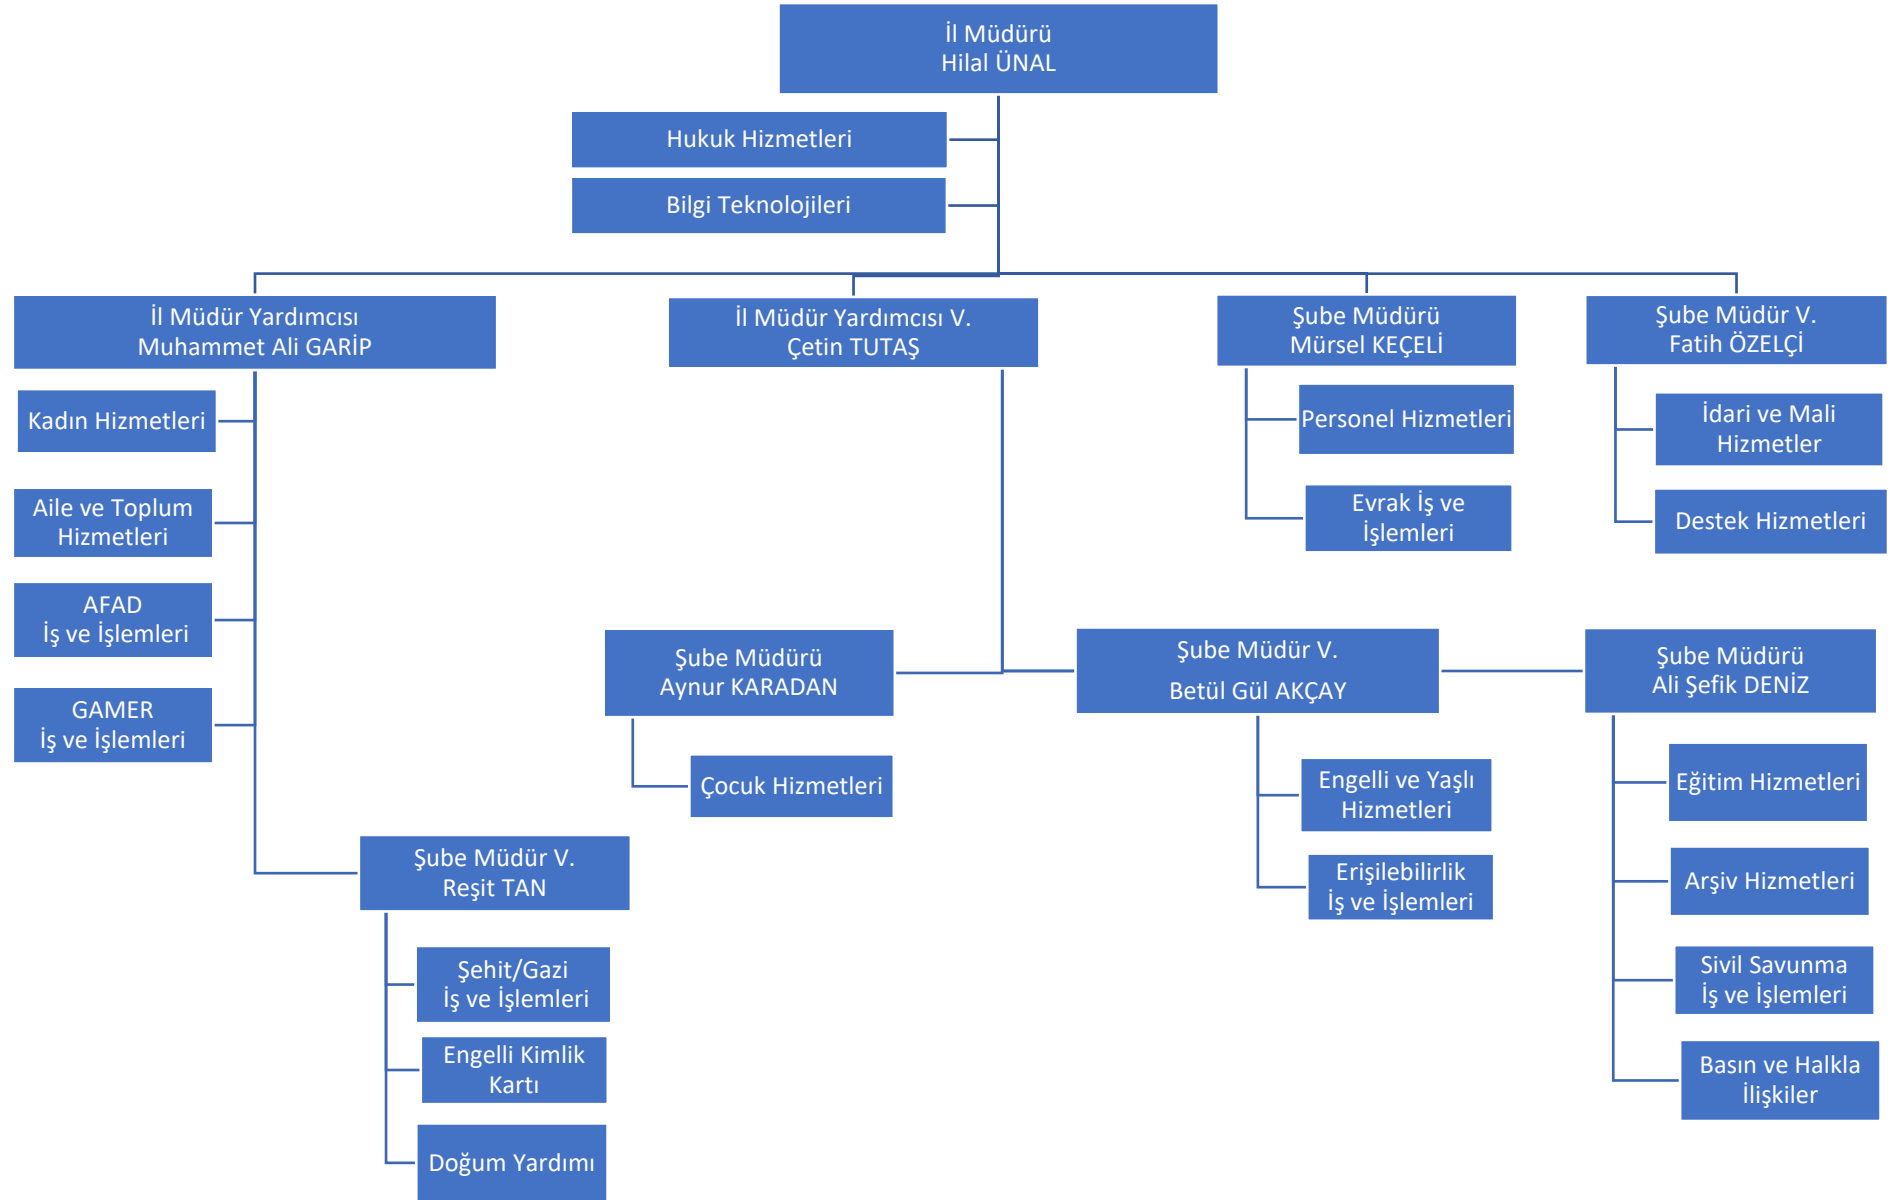 İl Müdürü
Hilal ÜNAL
Hukuk Hizmetleri
Bilgi Teknolojileri
İl Müdür Yardımcısı
Muhammet Ali GARİP
İl Müdür Yardımcısı V.
Çetin TUTAŞ
Şube Müdürü
Mürsel KEÇELİ
Şube Müdür V.
Fatih ÖZELÇİ
Kadın Hizmetleri
Aile ve Toplum
Hizmetleri
AFAD
İş ve İşlemleri
GAMER
İş ve İşlemleri
Personel Hizmetleri
Evrak İş ve
İşlemleri
İdari ve Mali
Hizmetler
Destek Hizmetleri
Şube Müdürü
Aynur KARADAN
Çocuk Hizmetleri
Şube Müdür V.
Betül Gül AKÇAY
Engelli ve Yaşlı
Hizmetleri
Erişilebilirlik
İş ve İşlemleri
Şube Müdürü
Ali Şefik DENİZ
Eğitim Hizmetleri
Arşiv Hizmetleri
Sivil Savunma
İş ve İşlemleri
Basın ve Halkla
İlişkiler
Şube Müdür V.
Reşit TAN
Şehit/Gazi
İş ve İşlemleri
Engelli Kimlik
Kartı
Doğum Yardımı